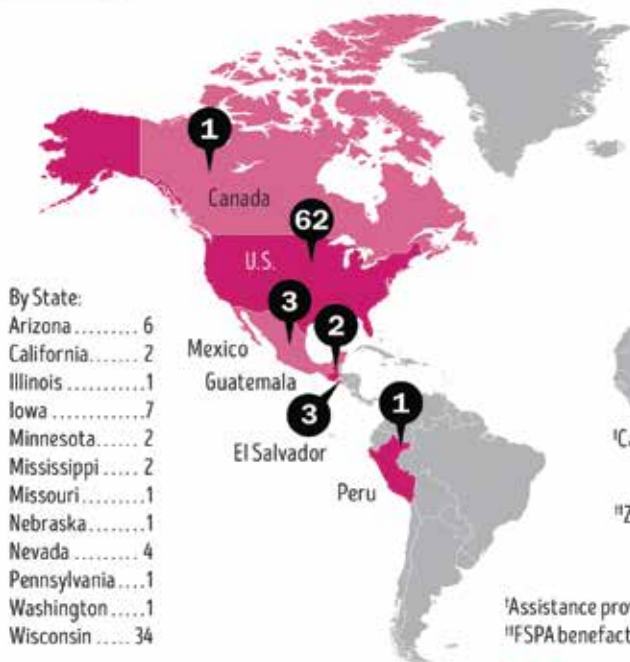 1
Canada
62
U.S.
3
2
Mexico
Guatemala
3
1
El Salvador
Peru
By State:
Arizona ......... 6
California....... 2
Illinois ...........1
Iowa ............7
Minnesota...... 2
Mississippi ..... 2
Missouri.........1
Nebraska........1
Nevada ......... 4
Pennsylvania ....1
Washington .....1
Wisconsin ..... 34
†Assistance
††FSPA